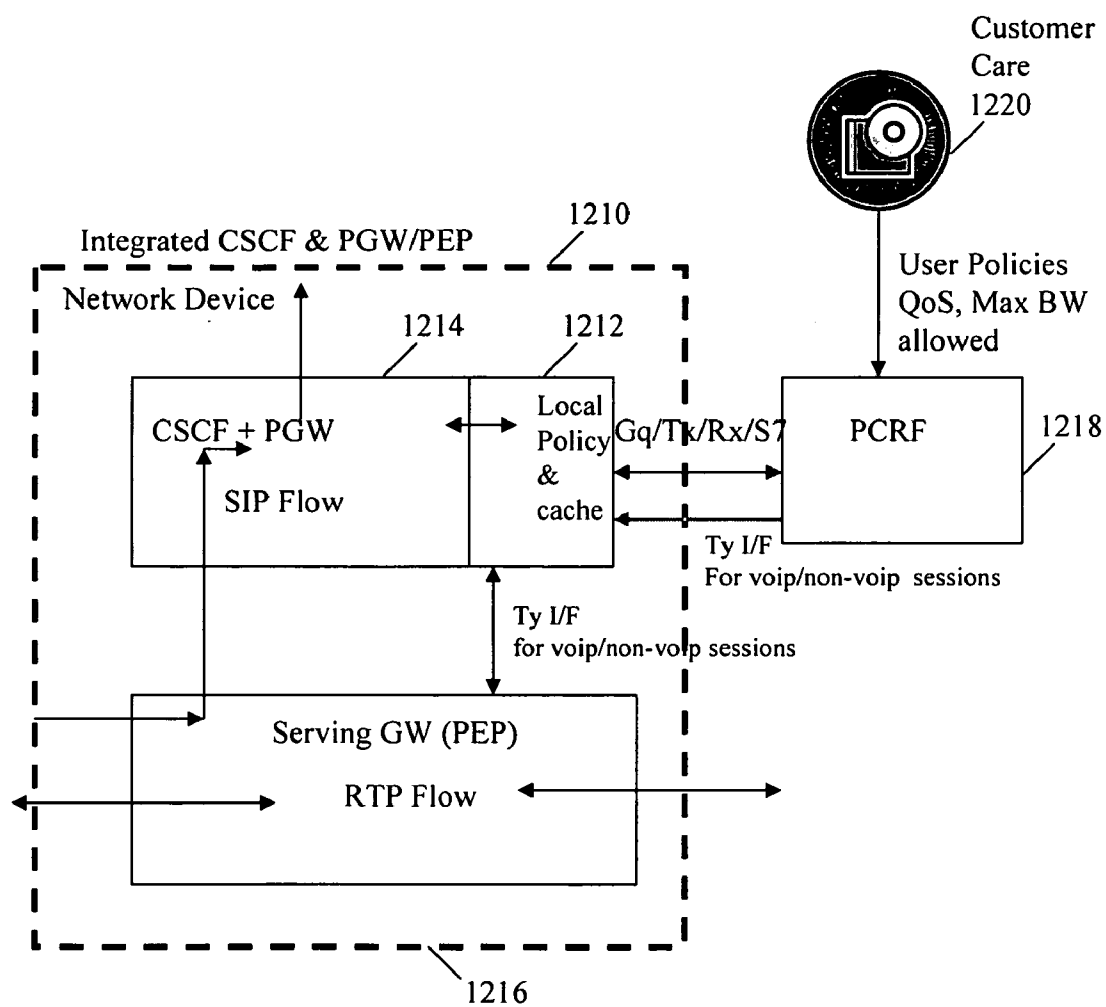 Customer
Care
1220
1210
Integrated CSCF & PGW/PEP
Network Device
User Policies
QoS, Max BW
allowed
1214
1212
CSCF + PGW
SIP Flow
Local
Policy
&
cache
Gq/Tx/Rx/S7
PCRF
1218
Ty I/F
For voip/non-voip sessions
Ty I/F
for voip/non-voip sessions
Serving GW (PEP)
RTP Flow
1216